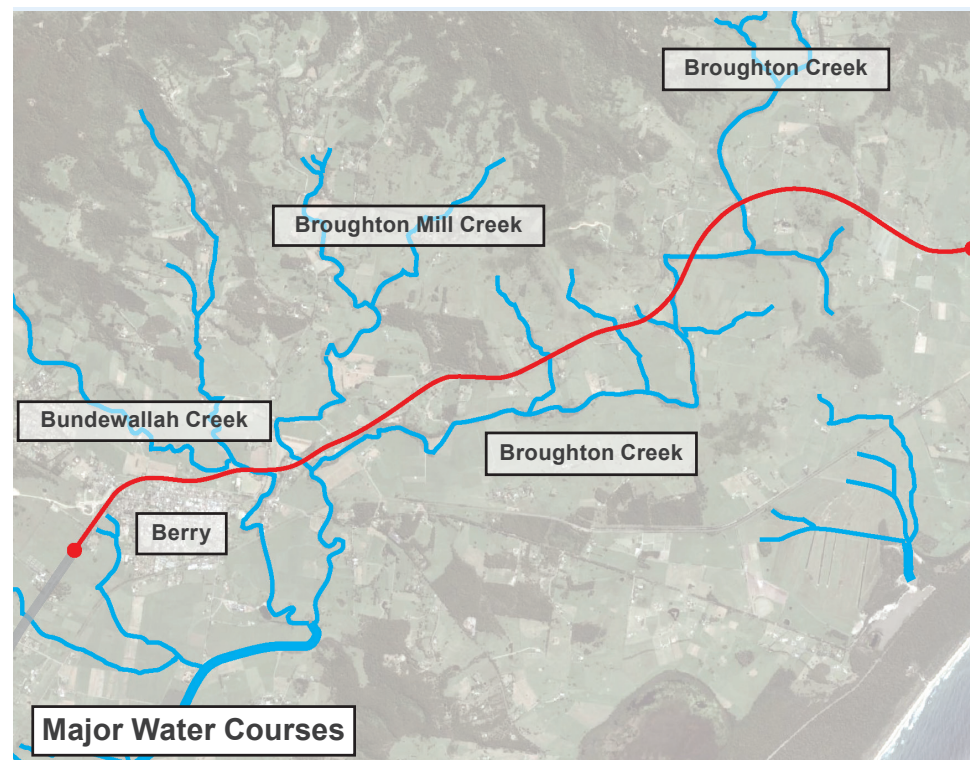 Broughton Creek
Broughton Mill Creek
Bundewallah Creek
Broughton Creek
Berry
Major Water Courses